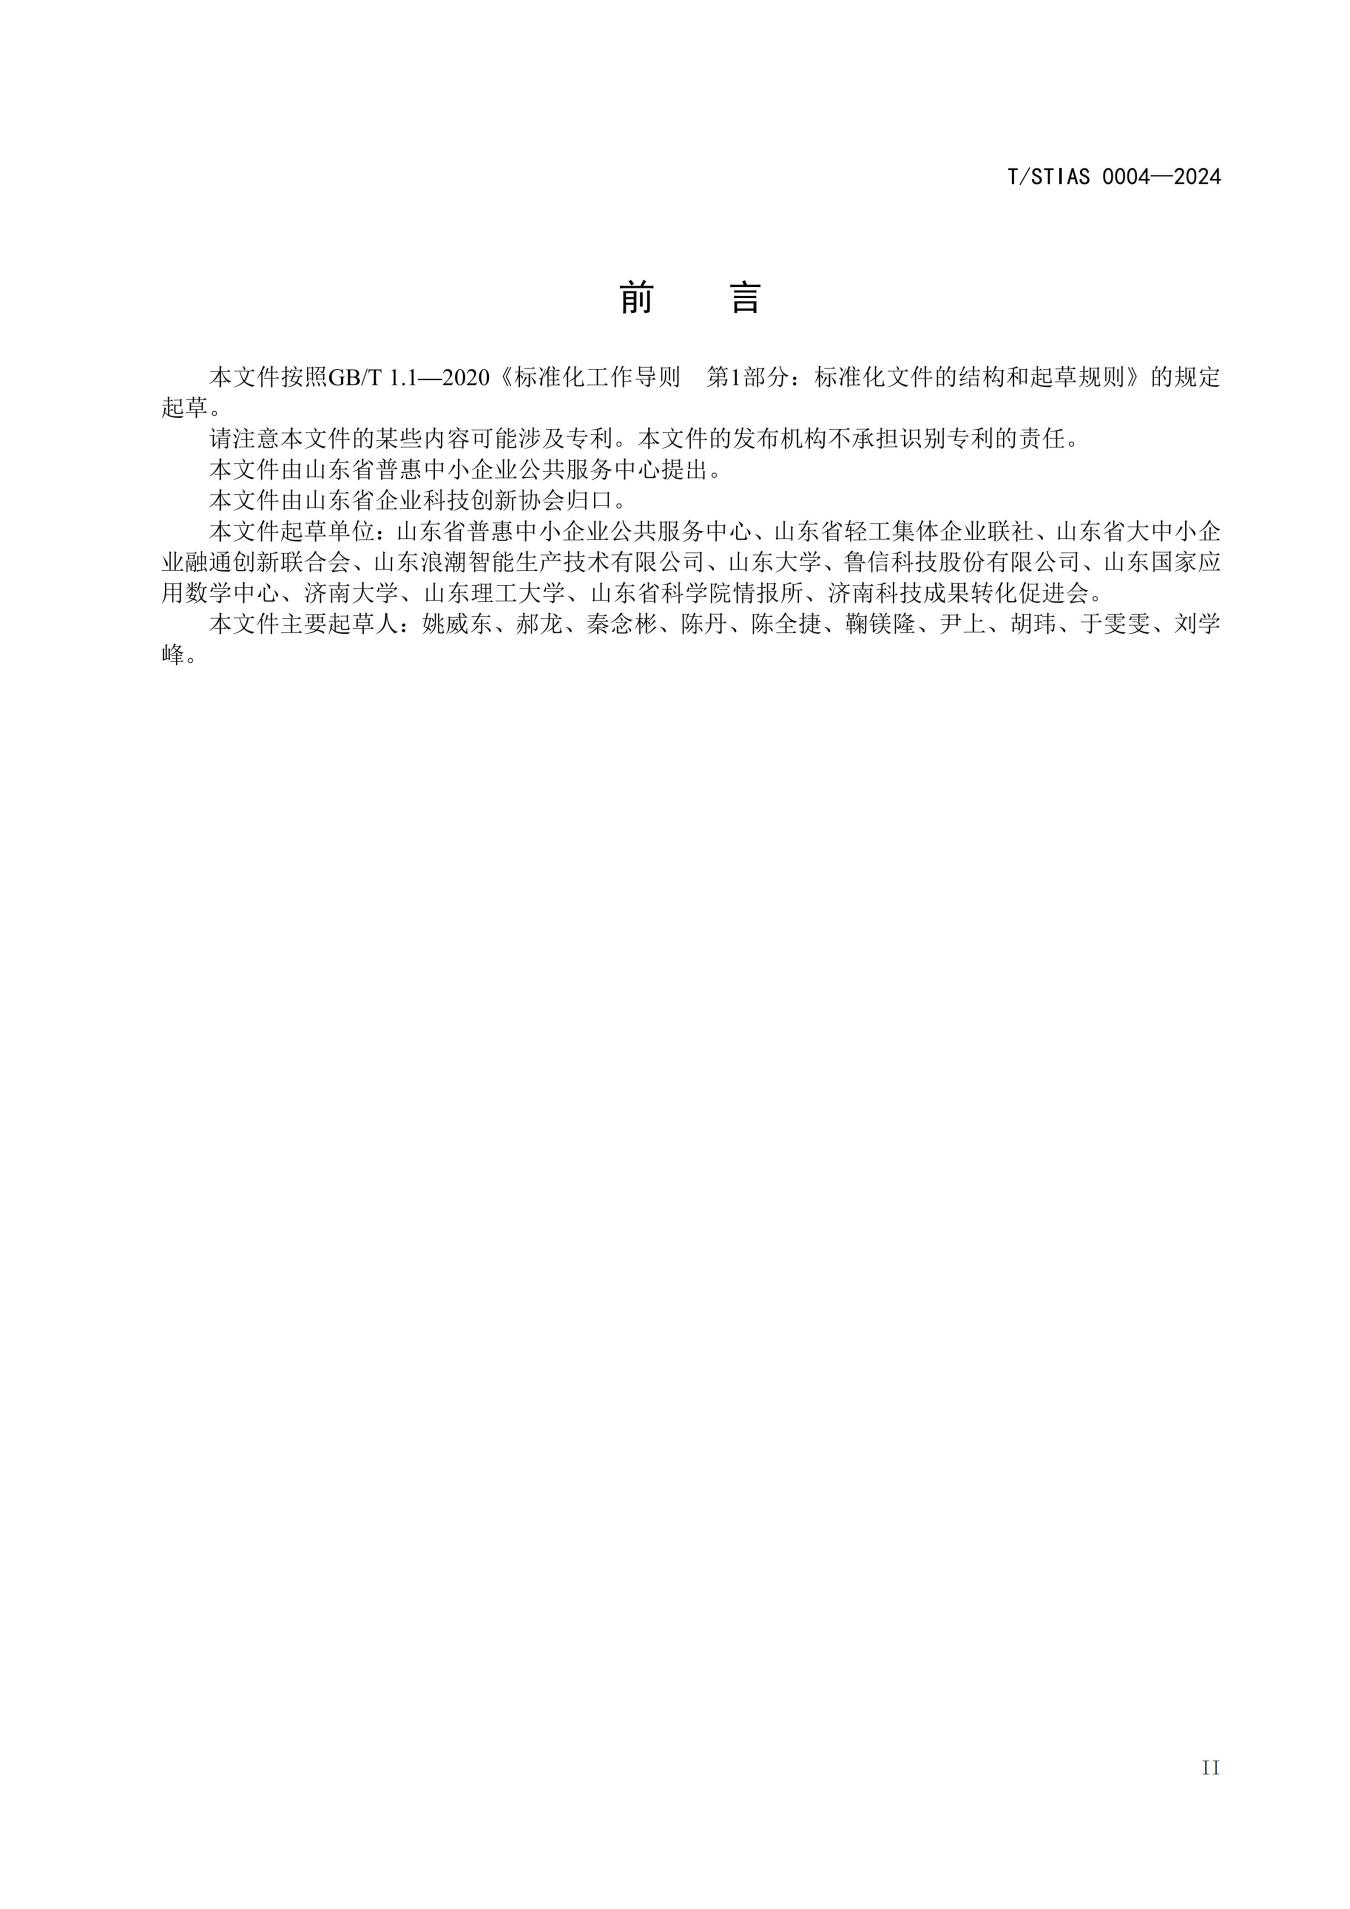 T/STIAS 0004—2024
前　　言
本文件按照GB/T 1.1—2020《标准化工作导则　第1部分：标准化文件的结构和起草规则》的规定
起草。
请注意本文件的某些内容可能涉及专利。本文件的发布机构不承担识别专利的责任。
本文件由山东省普惠中小企业公共服务中心提出。
本文件由山东省企业科技创新协会归口。
本文件起草单位：山东省普惠中小企业公共服务中心、山东省轻工集体企业联社、山东省大中小企
业融通创新联合会、山东浪潮智能生产技术有限公司、山东大学、鲁信科技股份有限公司、山东国家应
用数学中心、济南大学、山东理工大学、山东省科学院情报所、济南科技成果转化促进会。
本文件主要起草人：姚威东、郝龙、秦念彬、陈丹、陈全捷、鞠镁隆、尹上、胡玮、于雯雯、刘学
峰。
II